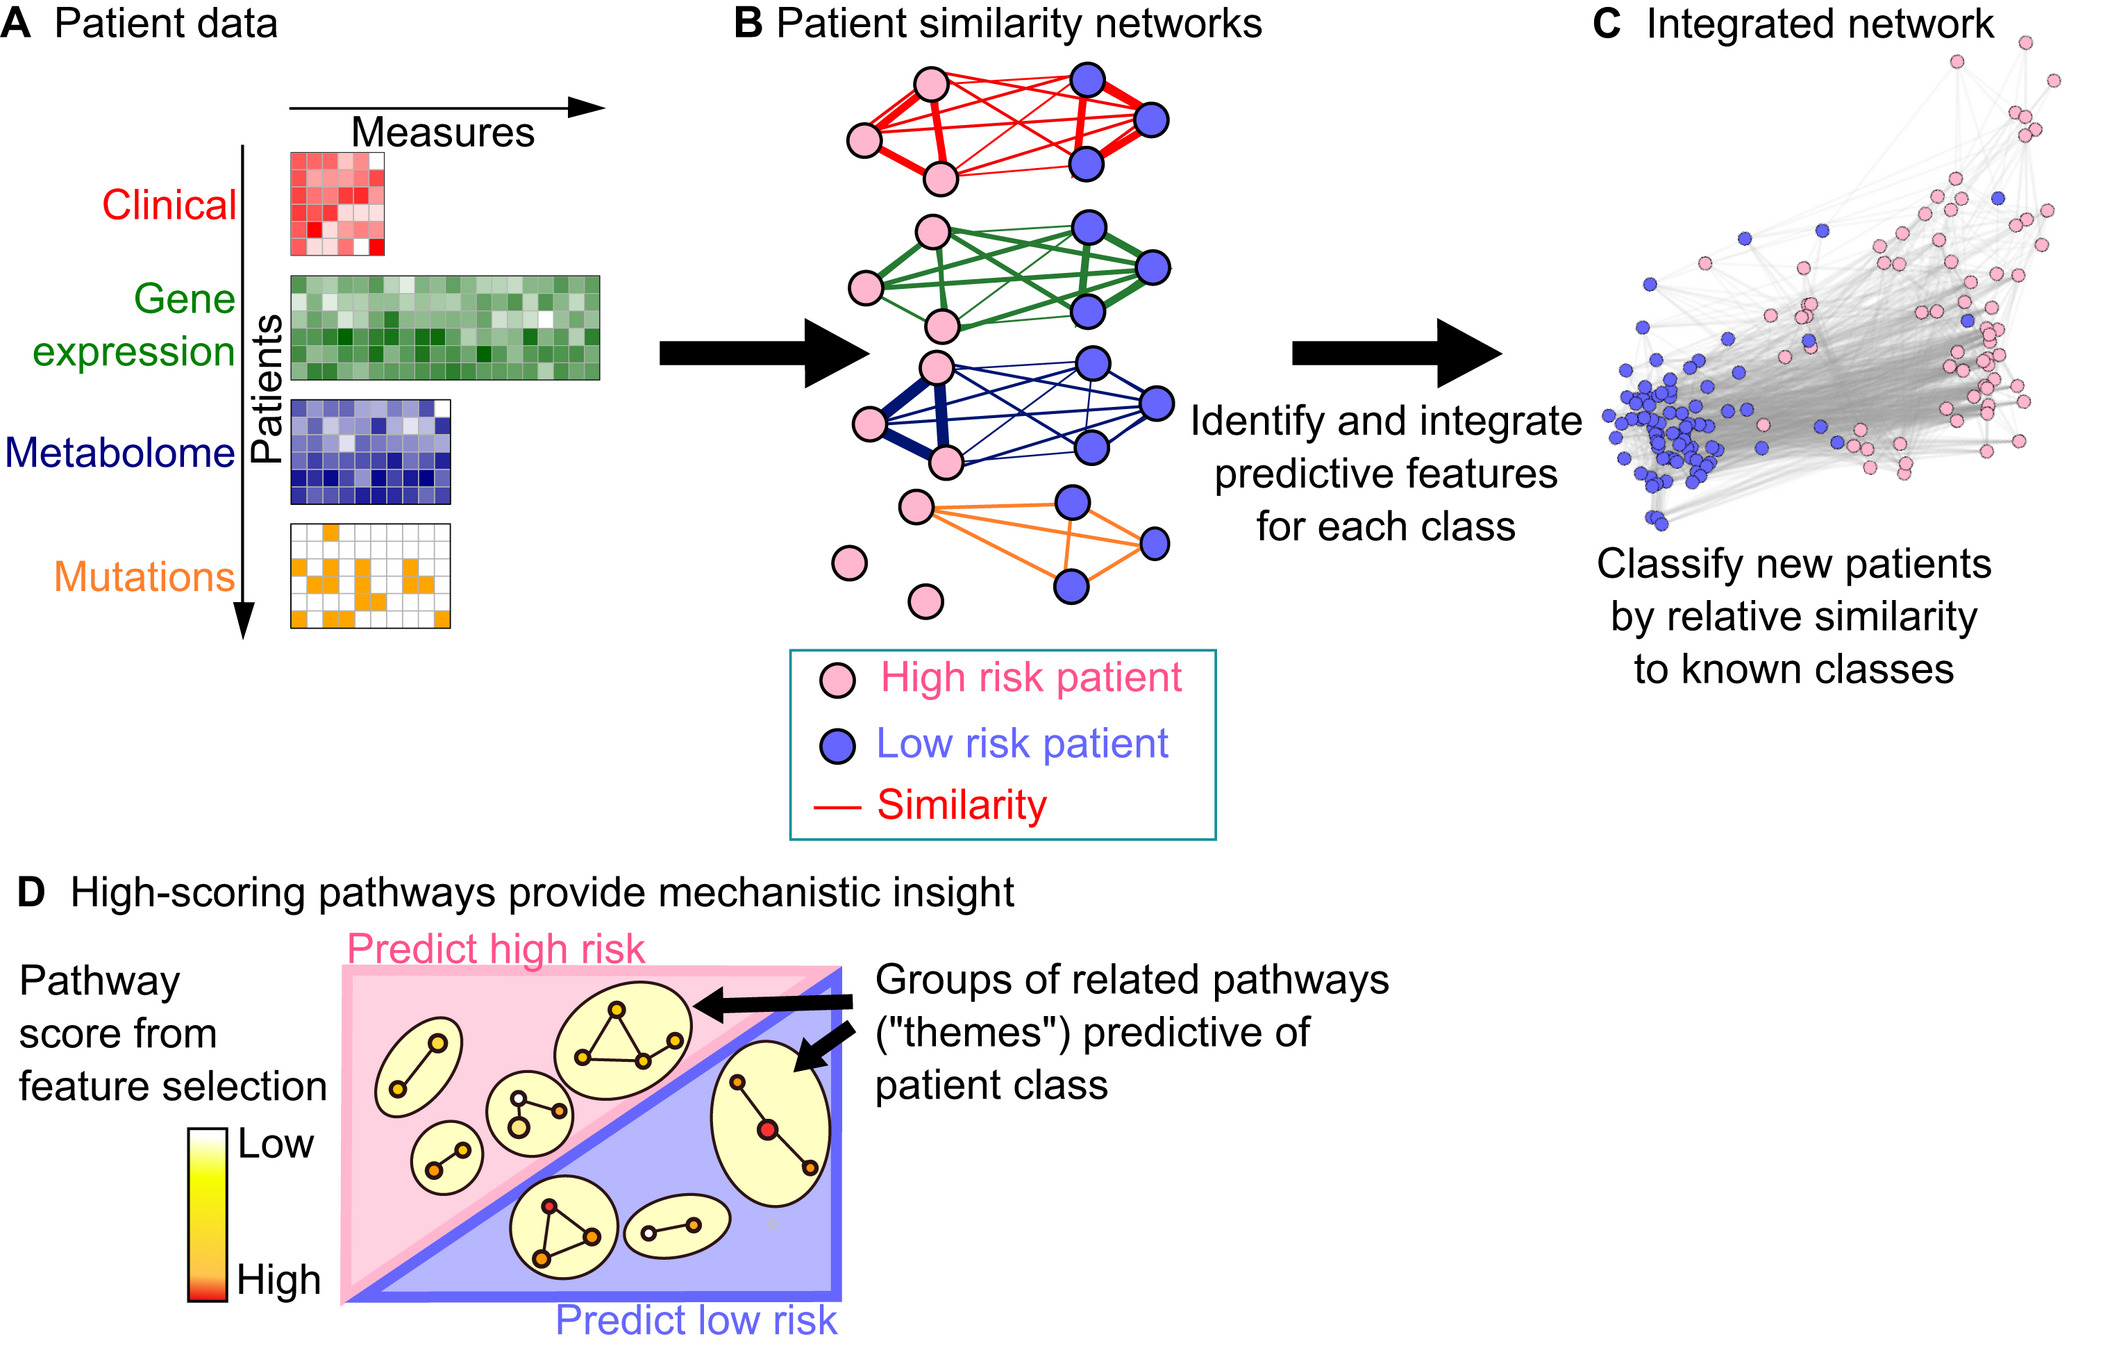 A Patient data
Measures
Patients
Clinical
Gene
expression
Metabolome
Mutations
B Patient similarity networks
Identify and integrate
predictive features
for each class
High risk patient
Low risk patient
Similarity
C Integrated network
Classify new patients
by relative similarity
to known classes
D High-scoring pathways provide mechanistic insight
Pathway
score from
feature selection
Low
High
Predict high risk
Predict low risk
Groups of related pathways
("themes") predictive of
patient class